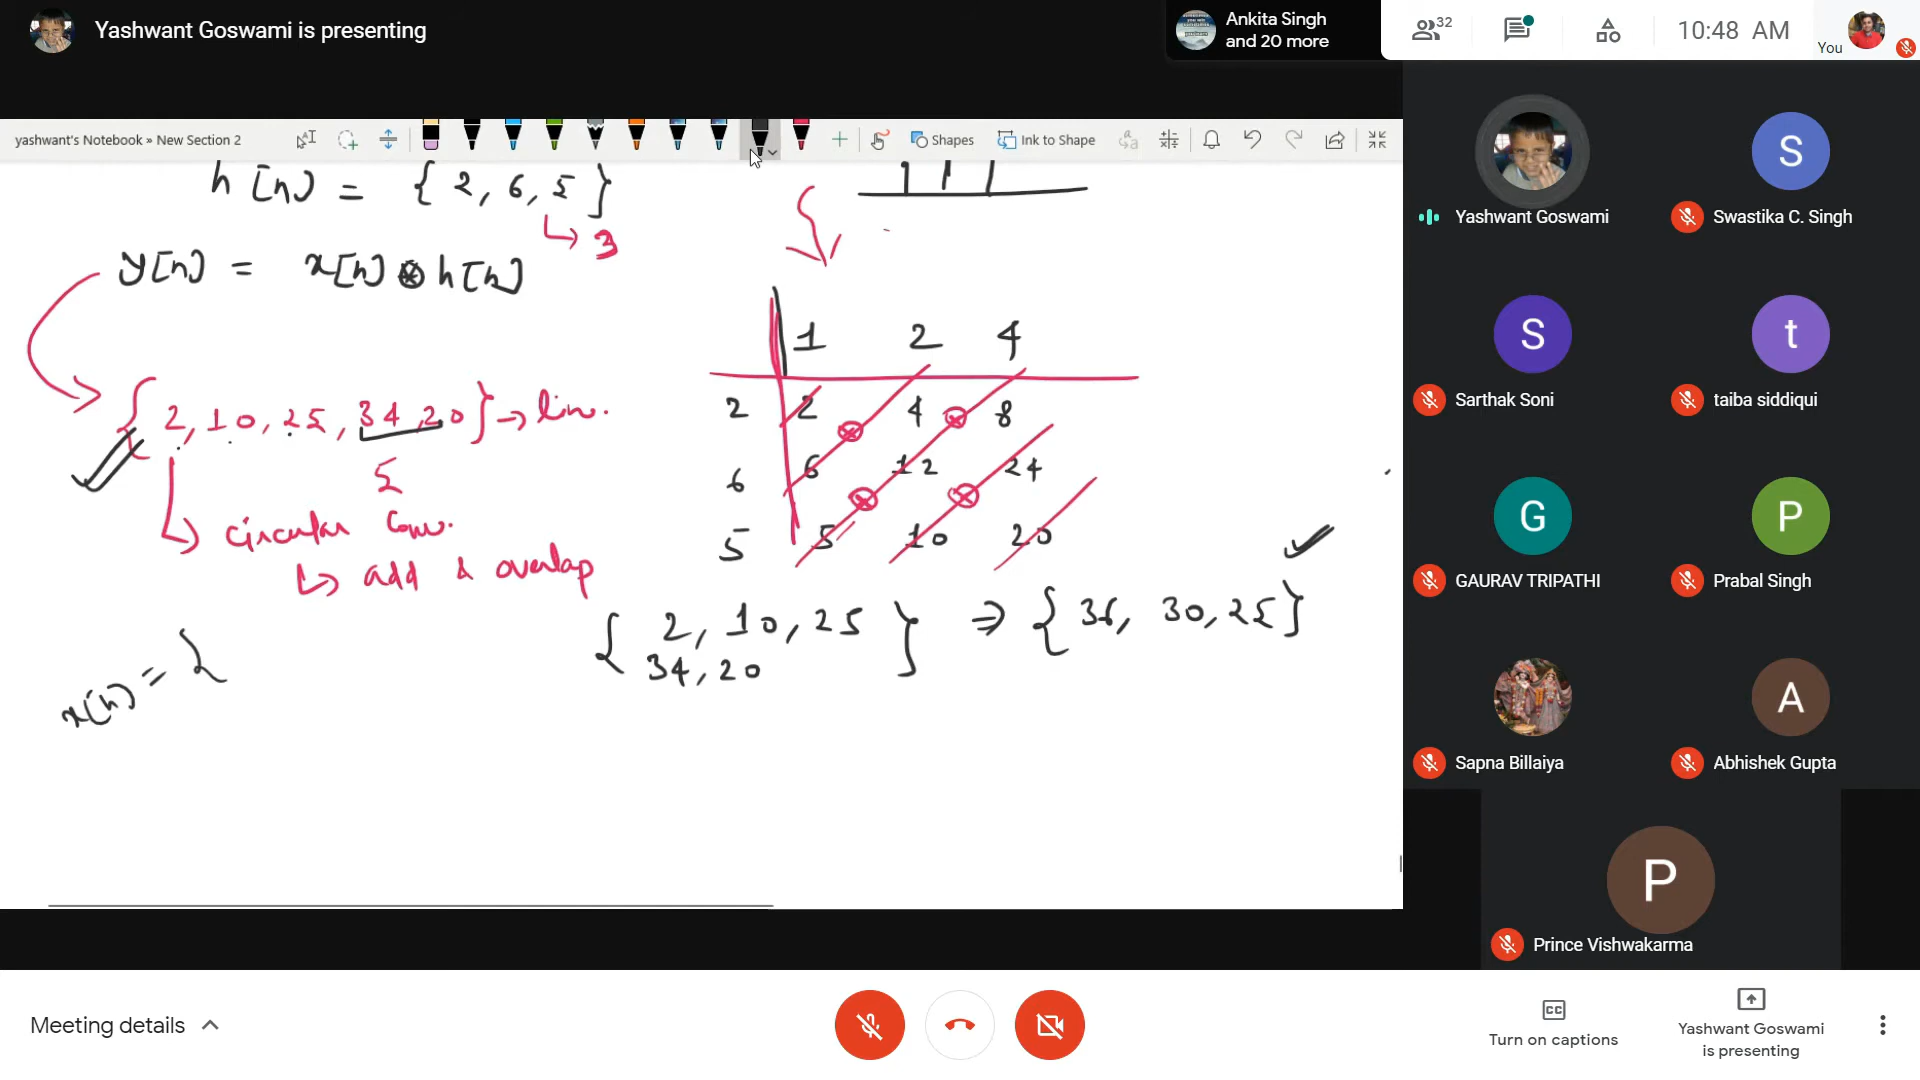 Yashwant Goswami is presenting
Ankita Singh
and 20 more
32
10:48 AM
You
yashwant's Notebook » New Section 2
Shapes
Ink to Shape
h[n] = {2, 6, 5}
↳ 3
y[n] = x[n] ⊛ h[n]
{2, 10, 25, 34, 20} → lin.
5
↳ circular Conv.
↳ add & overlap
x[n] = {
1 2 4
2 2 4 8
6 6 12 24
5 5 10 20
{2, 10, 25} ⇒ {36, 30, 25}
34, 20
Yashwant Goswami
S
Swastika C. Singh
S
Sarthak Soni
t
taiba siddiqui
G
GAURAV TRIPATHI
P
Prabal Singh
Sapna Billaiya
A
Abhishek Gupta
P
Prince Vishwakarma
Meeting details
CC
Turn on captions
Yashwant Goswami
is presenting